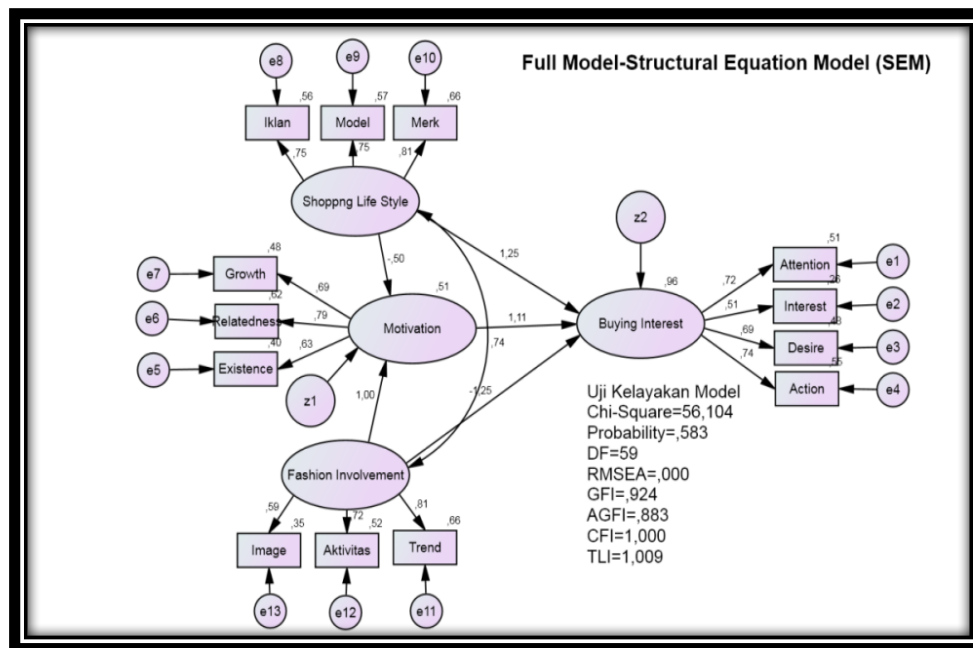 Full Model-Structural Equation Model (SEM)
e8
e9
e10
,56
,57
,66
Iklan
Model
Merk
,75
,75
,81
Shoppng Life Style
z2
-,50
1,25
,48
e7
Growth
,69
,62
e6
Relatedness
,79
,40
e5
Existence
,63
,51
Motivation
1,11
,74
z1
1,00
-1,25
,96
Buying Interest
,51
,72
Attention
e1
,26
,51
Interest
e2
,48
,69
Desire
e3
,55
,74
Action
e4
Uji Kelayakan Model
Chi-Square=56,104
Probability=,583
DF=59
RMSEA=,000
GFI=,924
AGFI=,883
CFI=1,000
TLI=1,009
Fashion Involvement
,59
,72
,81
,35
,52
,66
Image
Aktivitas
Trend
e13
e12
e11